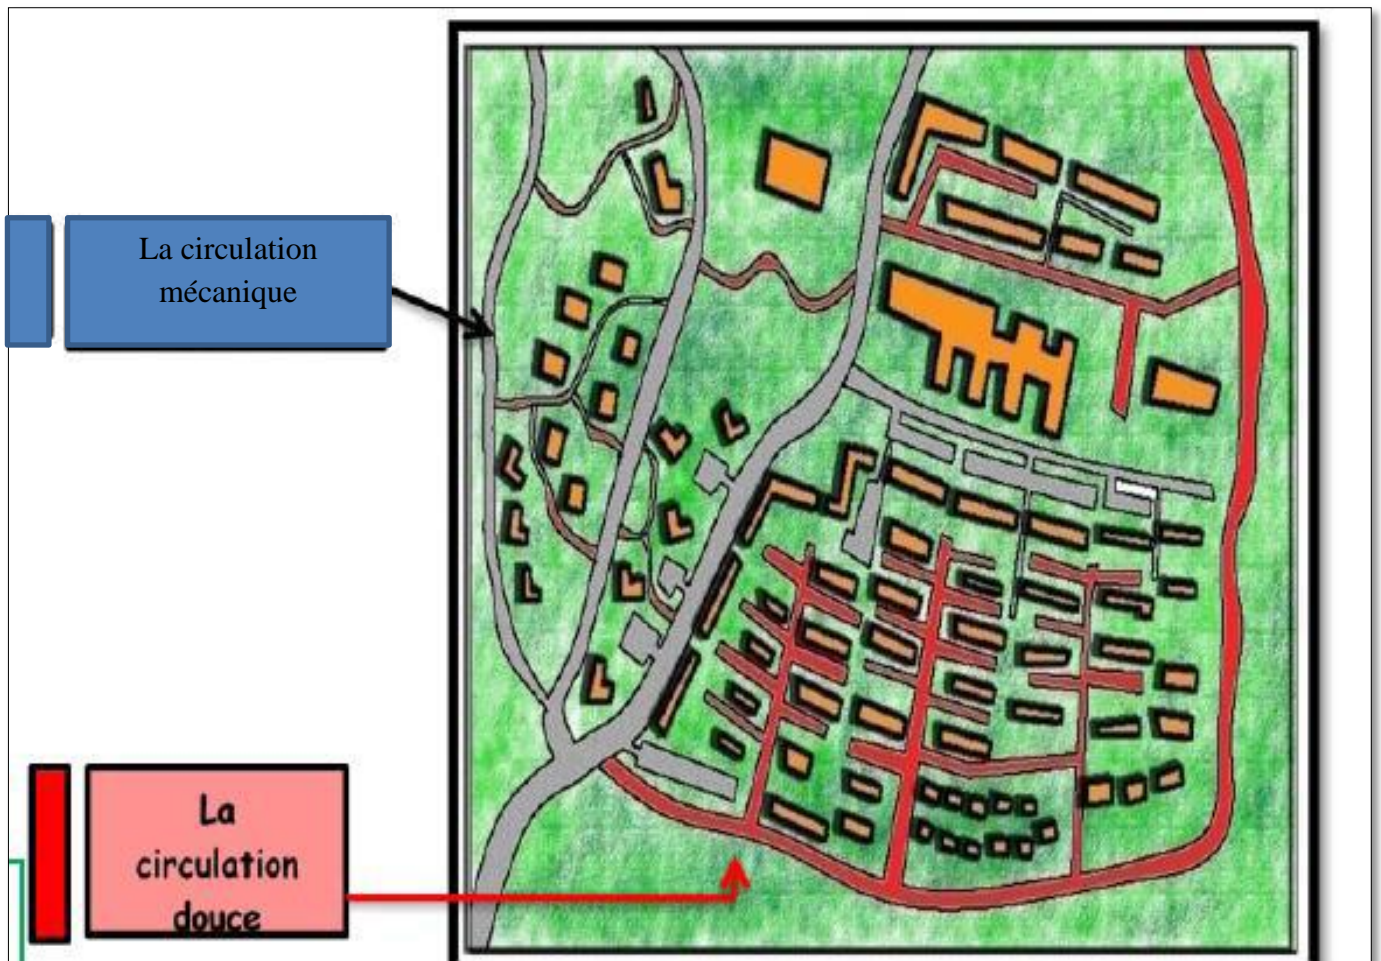 La circulation
mécanique
La
circulation
douce